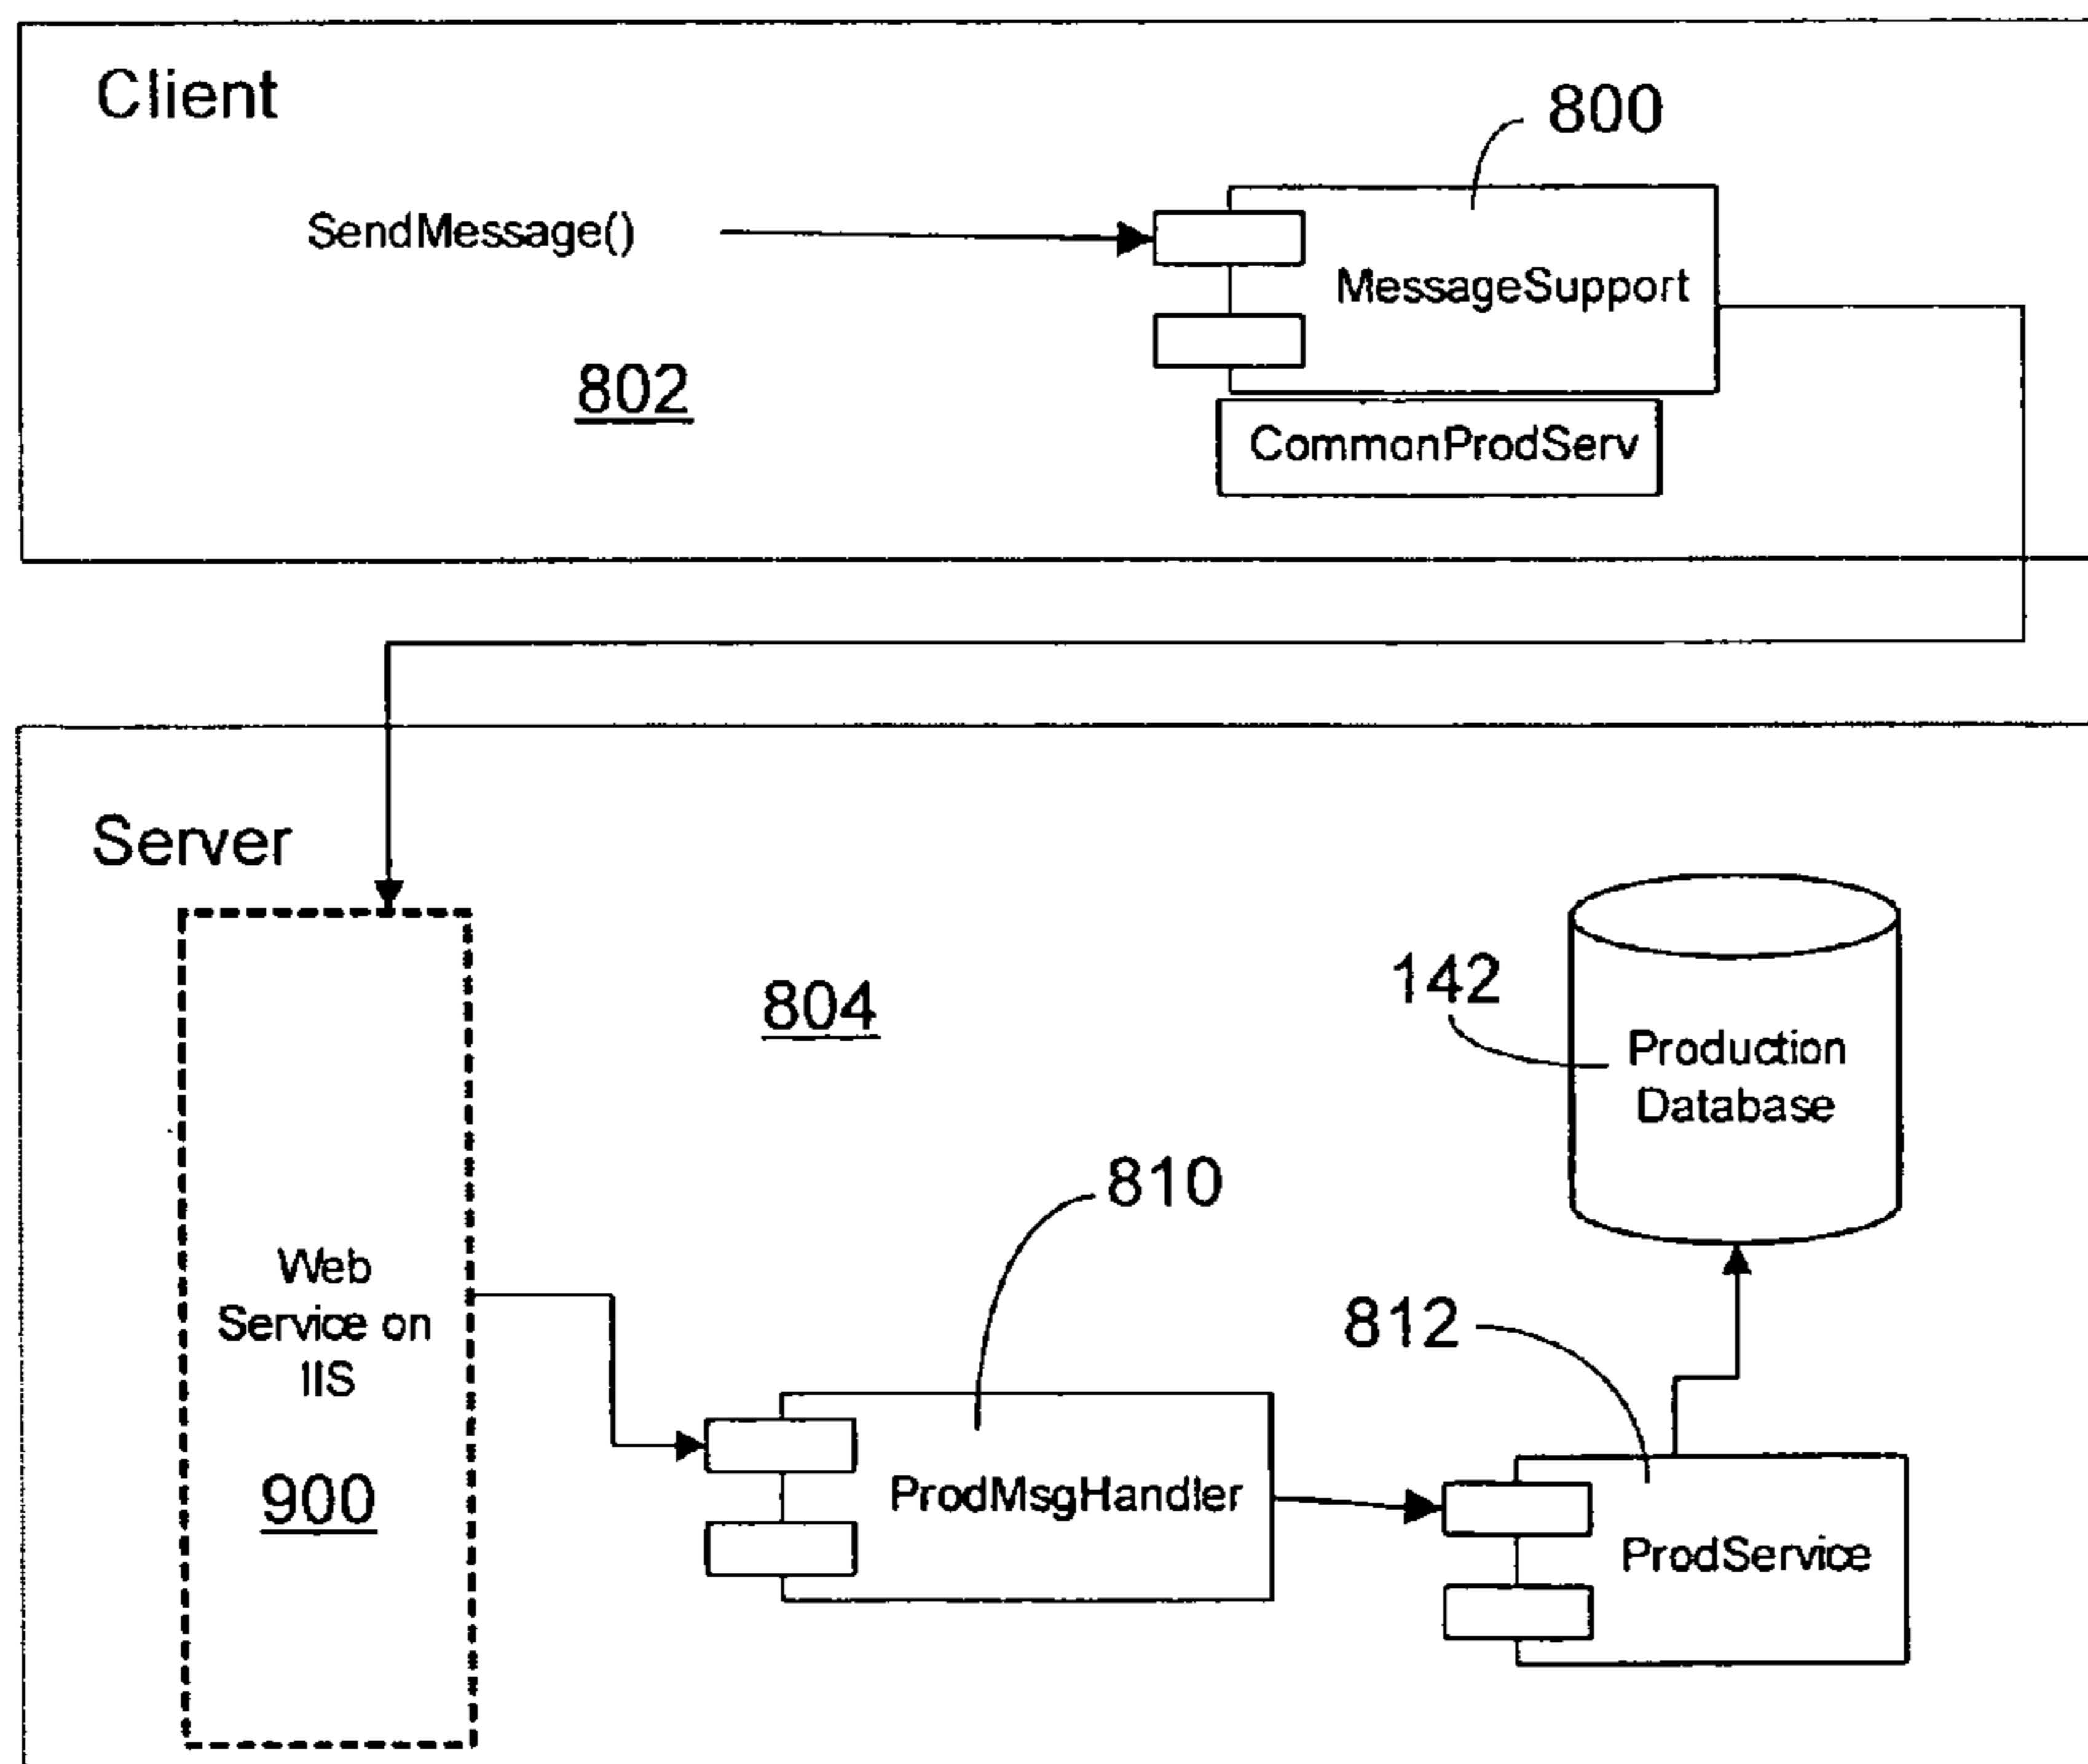 Client
800
SendMessage()
MessageSupport
802
CommonProdServ
Server
142
804
Production
Database
810
Web
Service on
IIS
812
900
ProdMsgHandler
ProdService